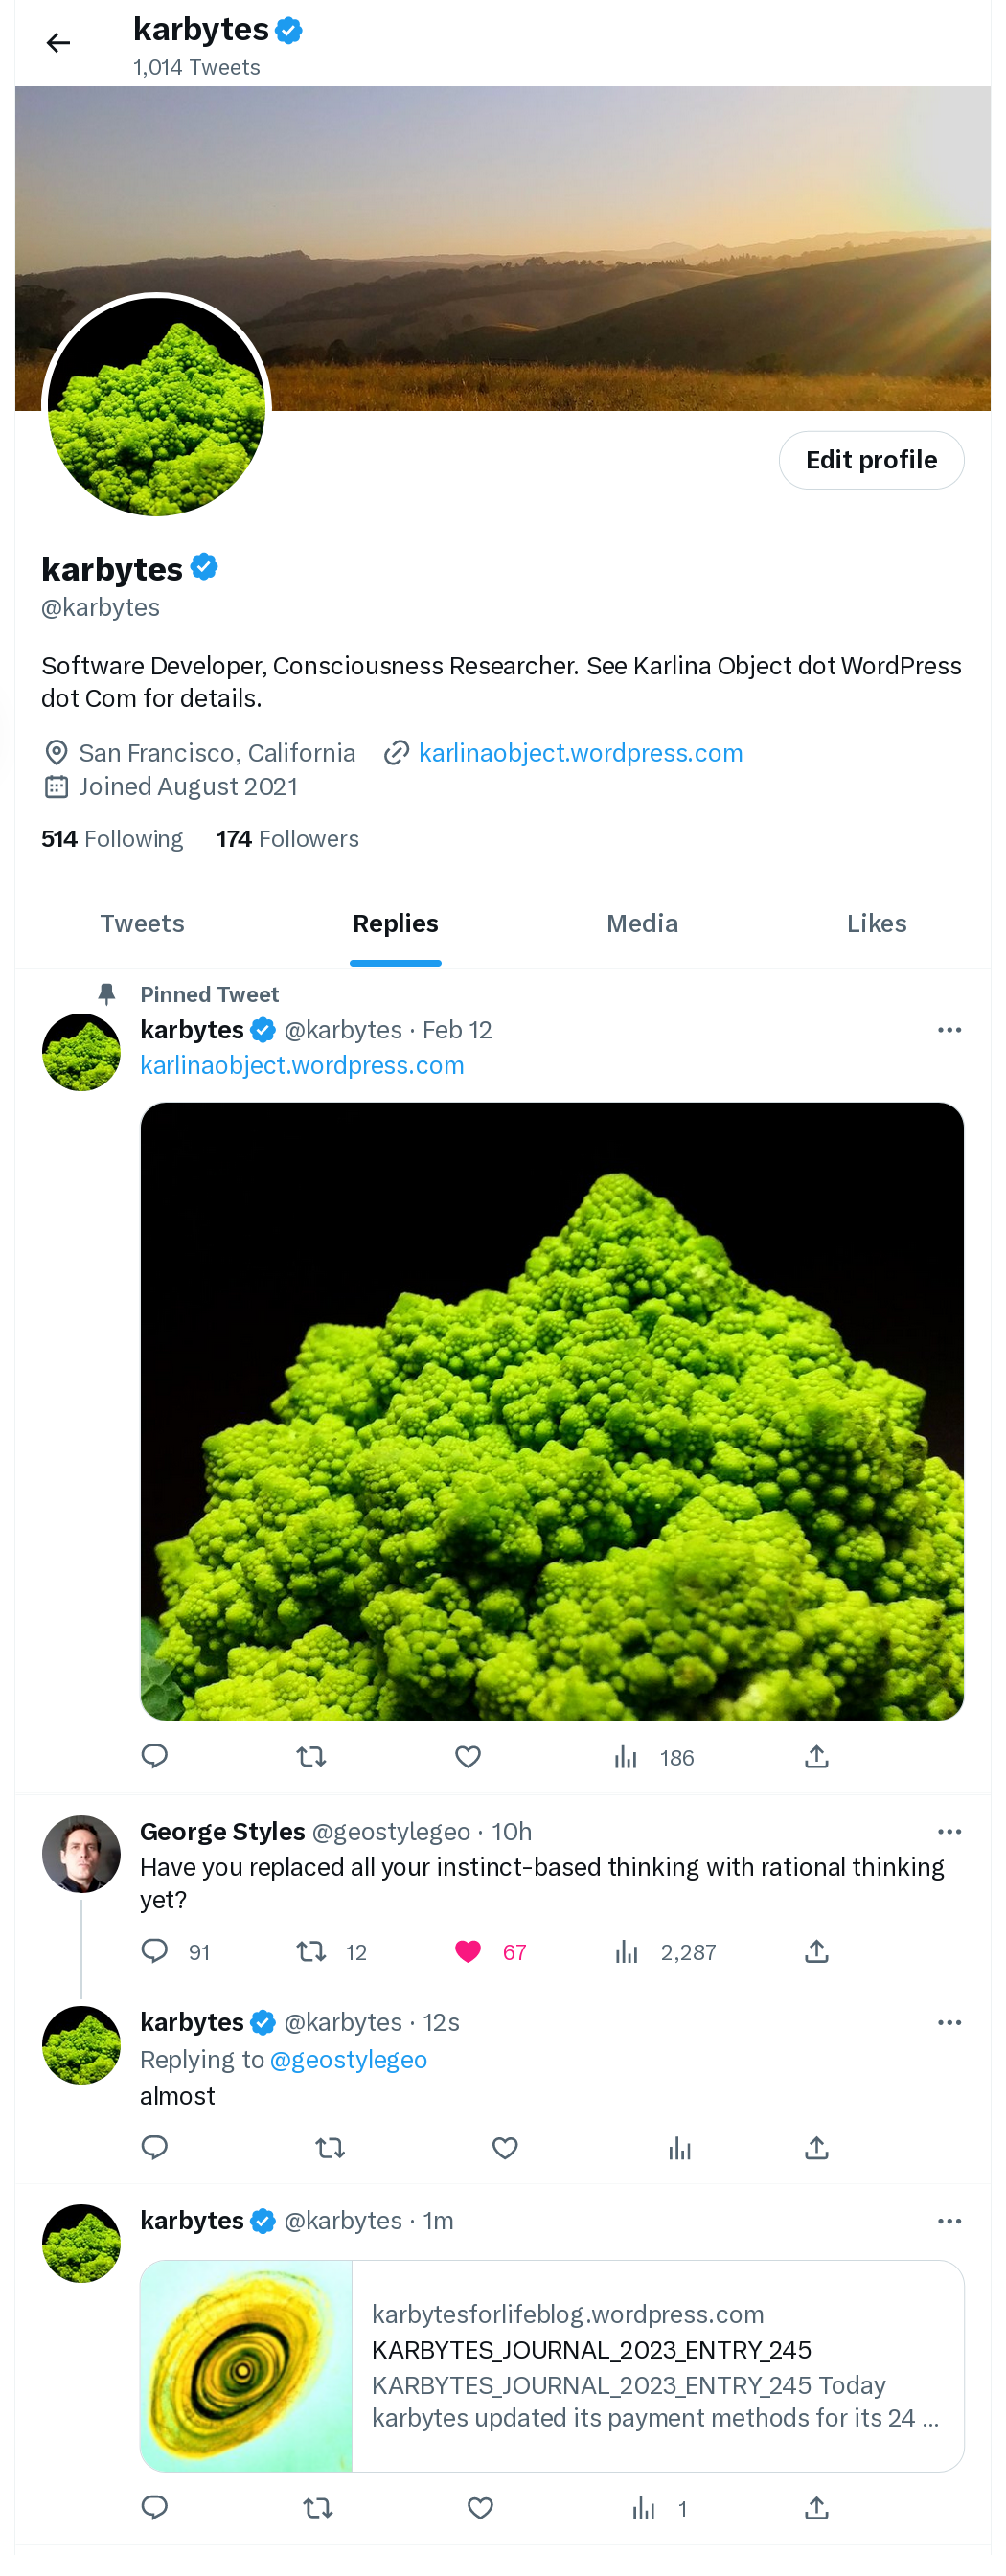 karbytes
1,014 Tweets
Edit profile
karbytes
@karbytes
Software Developer, Consciousness Researcher. See Karlina Object dot WordPress
dot Com for details.
San Francisco, California karlinaobject.wordpress.com
Joined August 2021
514 Following 174 Followers
Tweets Replies Media Likes
Pinned Tweet
karbytes @karbytes · Feb 12
karlinaobject.wordpress.com
186
George Styles @geostylegeo · 10h
Have you replaced all your instinct-based thinking with rational thinking
yet?
91 12 67 2,287
karbytes @karbytes · 12s
Replying to @geostylegeo
almost
karbytes @karbytes · 1m
karbytesforlifeblog.wordpress.com
KARBYTES_JOURNAL_2023_ENTRY_245
KARBYTES_JOURNAL_2023_ENTRY_245 Today
karbytes updated its payment methods for its 24 ...
1